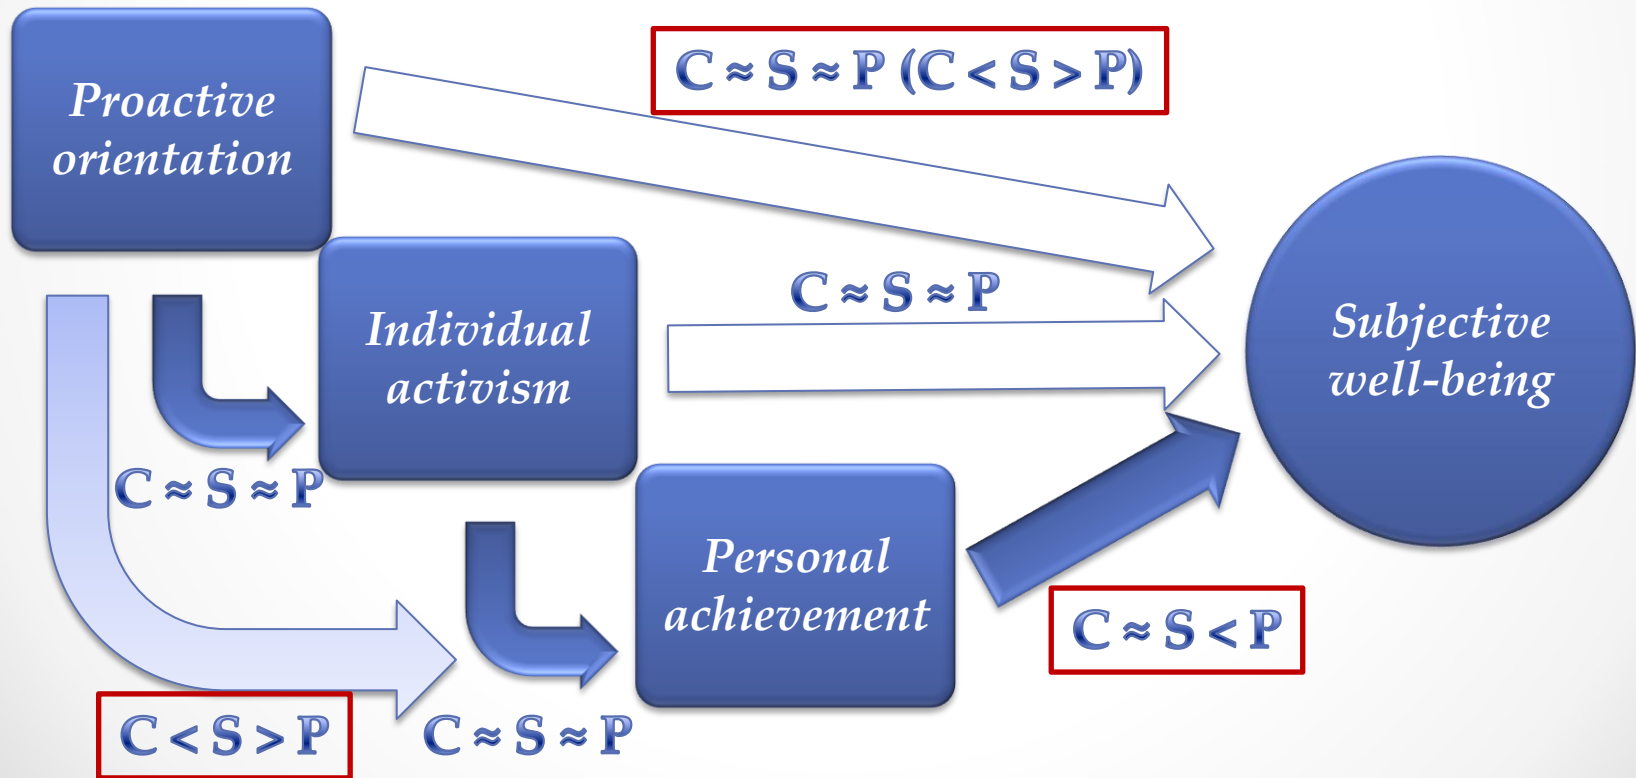 C ≈ S ≈ P (C < S > P)
Proactive
orientation
C ≈ S ≈ P
Individual
activism
Subjective
well-being
C ≈ S ≈ P
Personal
achievement
C ≈ S < P
C < S > P
C ≈ S ≈ P